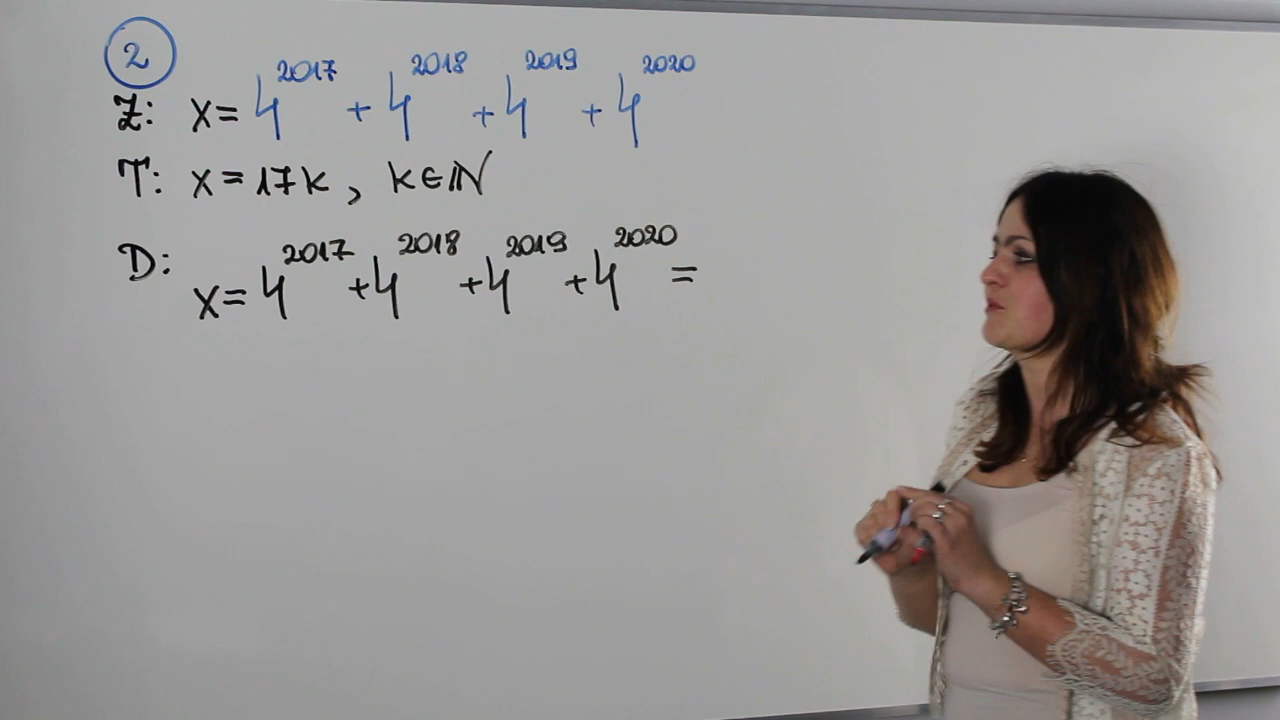 2
Z: x = 4^2017 + 4^2018 + 4^2019 + 4^2020
T: x = 17k, k∈ℕ
D: x = 4^2017 + 4^2018 + 4^2019 + 4^2020 =